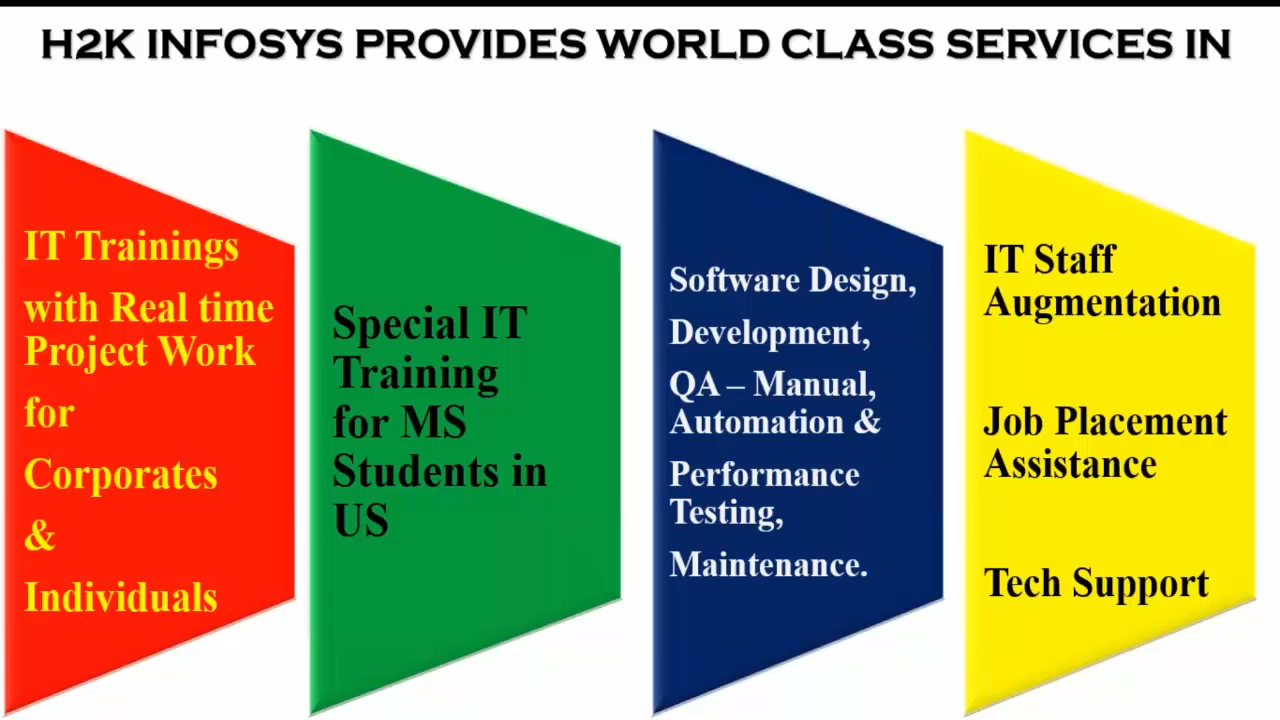 H2K INFOSYS PROVIDES WORLD CLASS SERVICES IN
IT Trainings
with Real time
Project Work
for
Corporates
&
Individuals
Special IT
Training
for MS
Students in
US
Software Design,
Development,
QA – Manual,
Automation &
Performance
Testing,
Maintenance.
IT Staff
Augmentation
Job Placement
Assistance
Tech Support